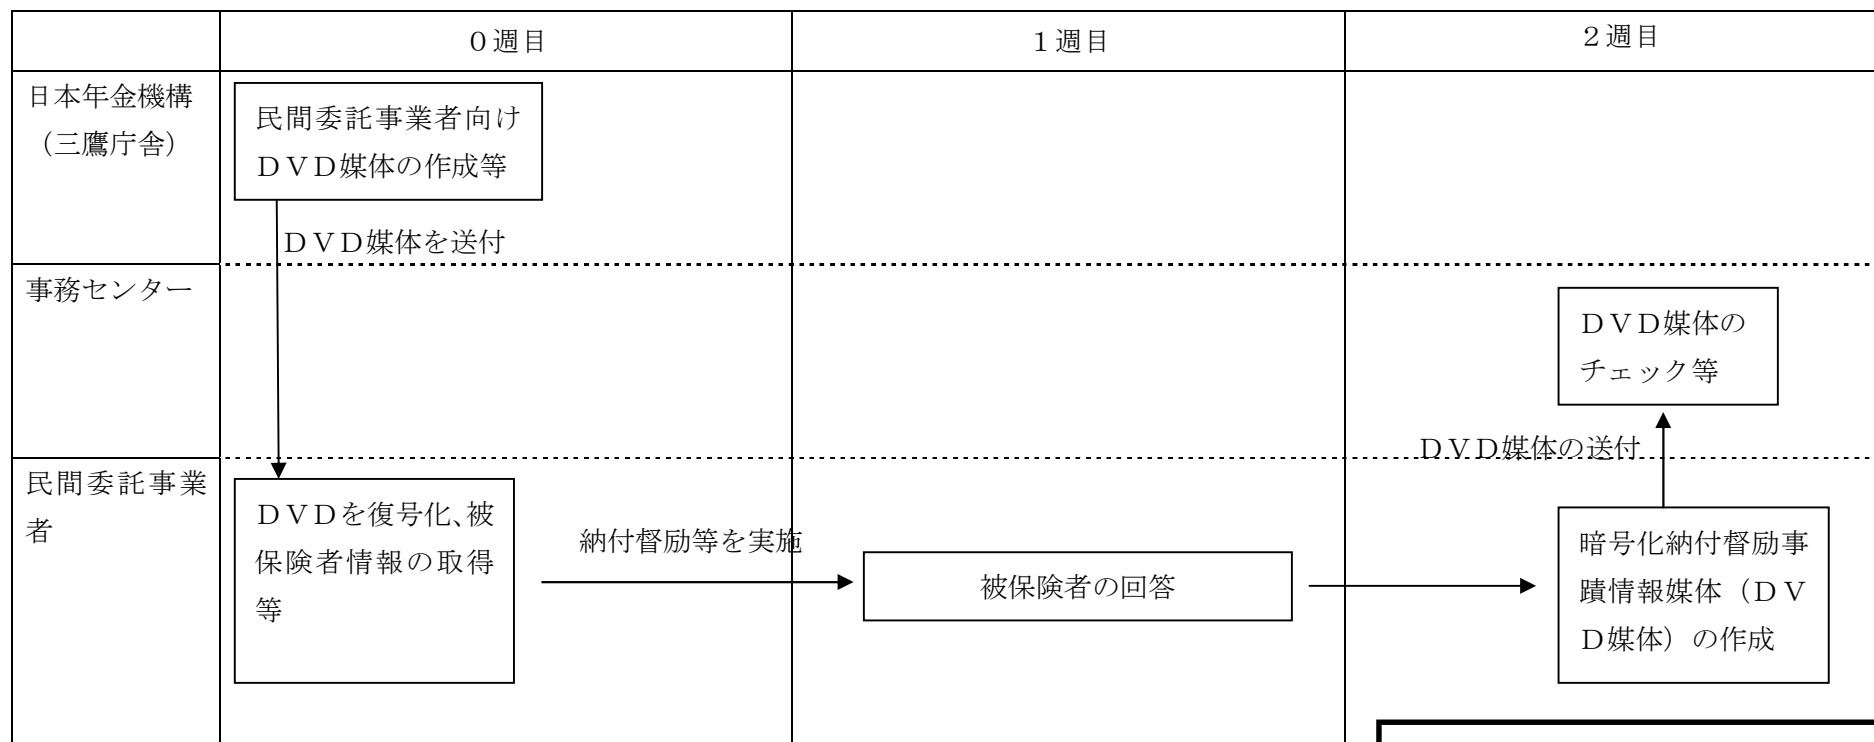 ０週目
１週目
２週目
日本年金機構
（三鷹庁舎）
民間委託事業者向け
ＤＶＤ媒体の作成等
ＤＶＤ媒体を送付
事務センター
ＤＶＤ媒体の
チェック等
ＤＶＤ媒体の送付
民間委託事業
者
ＤＶＤを復号化、被
保険者情報の取得
等
納付督励等を実施
被保険者の回答
暗号化納付督励事
蹟情報媒体（ＤＶ
Ｄ媒体）の作成